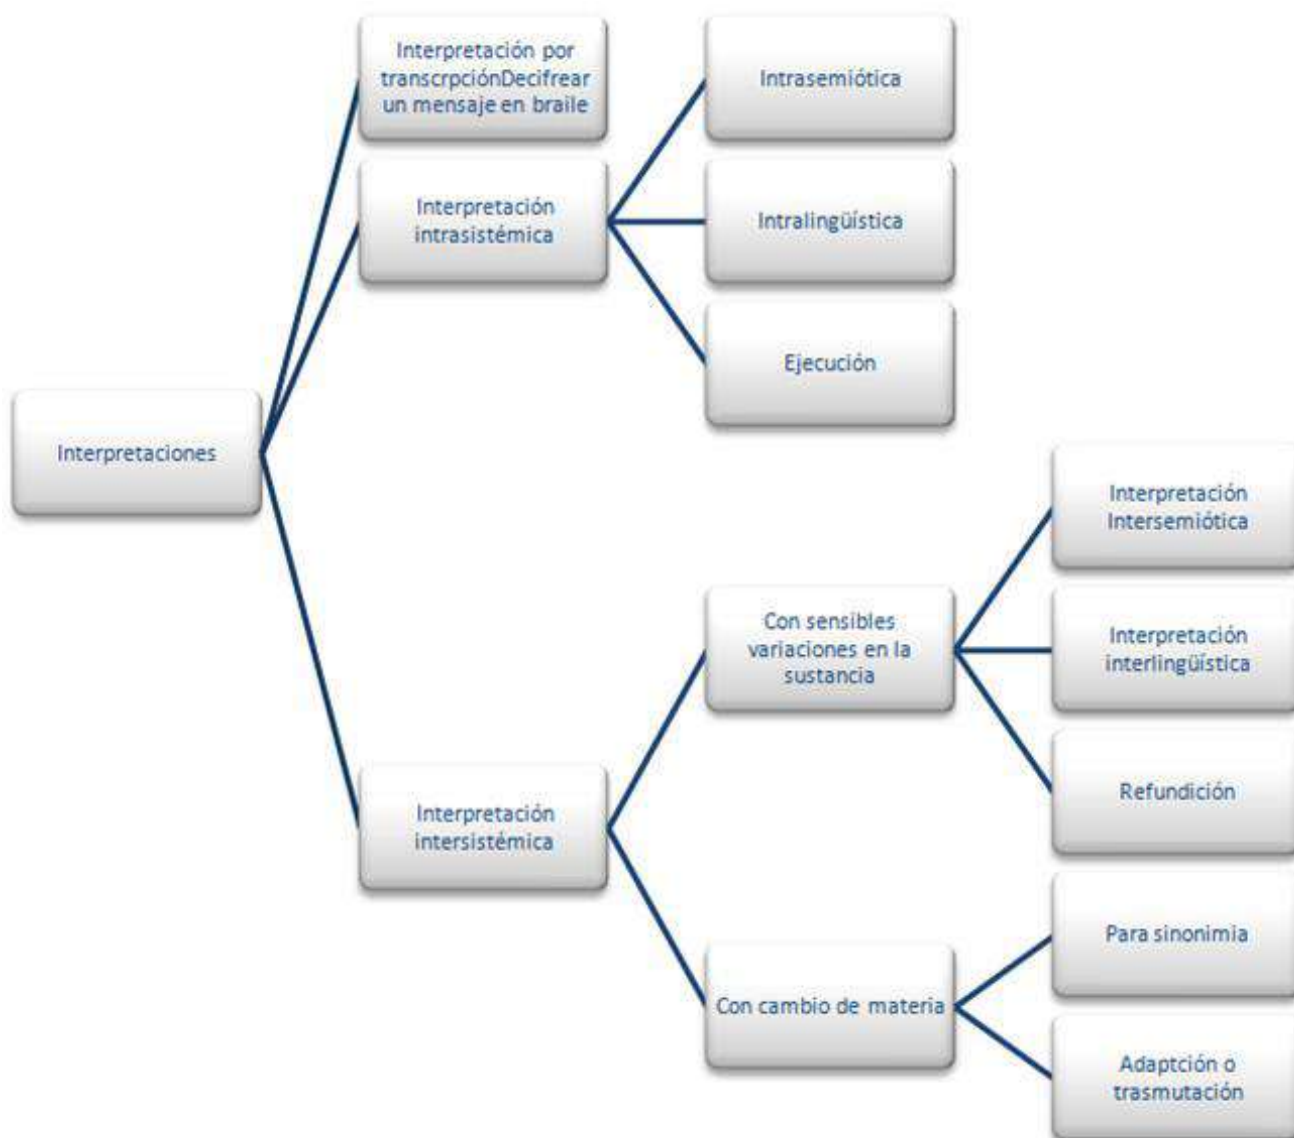 Interpretación por
transcrpciónDecifrear
un mensaje en braile
Intrasemiótica
Interpretación
intrasistémica
Intralingüística
Ejecución
Interpretaciones
Interpretación
Intersemiótica
Con sensibles
variaciones en la
sustancia
Interpretación
interlingüística
Refundición
Interpretación
intersistémica
Para sinonimia
Con cambio de materia
Adaptción o
trasmutación